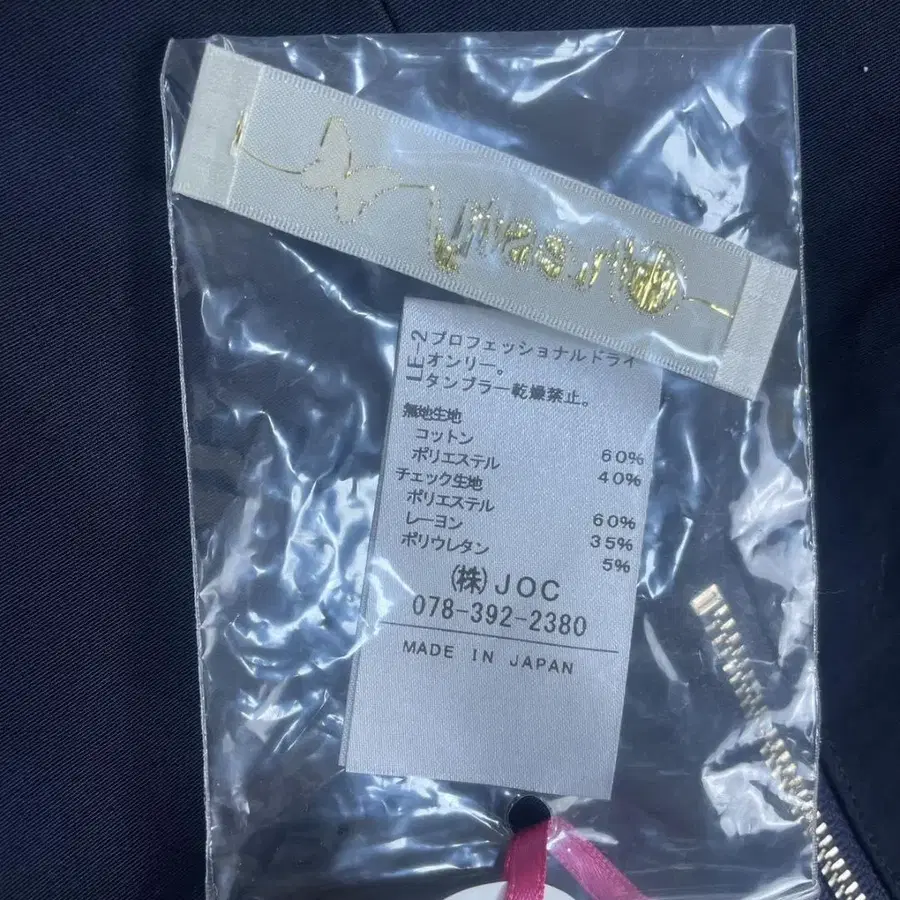 LE-2
プロフェッショナルドライ
オンリー。
タンブラー乾燥禁止。
無地生地
コットン 60%
ポリエステル 40%
チェック生地
ポリエステル 60%
レーヨン 35%
ポリウレタン 5%
(株)JOC
078-392-2380
MADE IN JAPAN